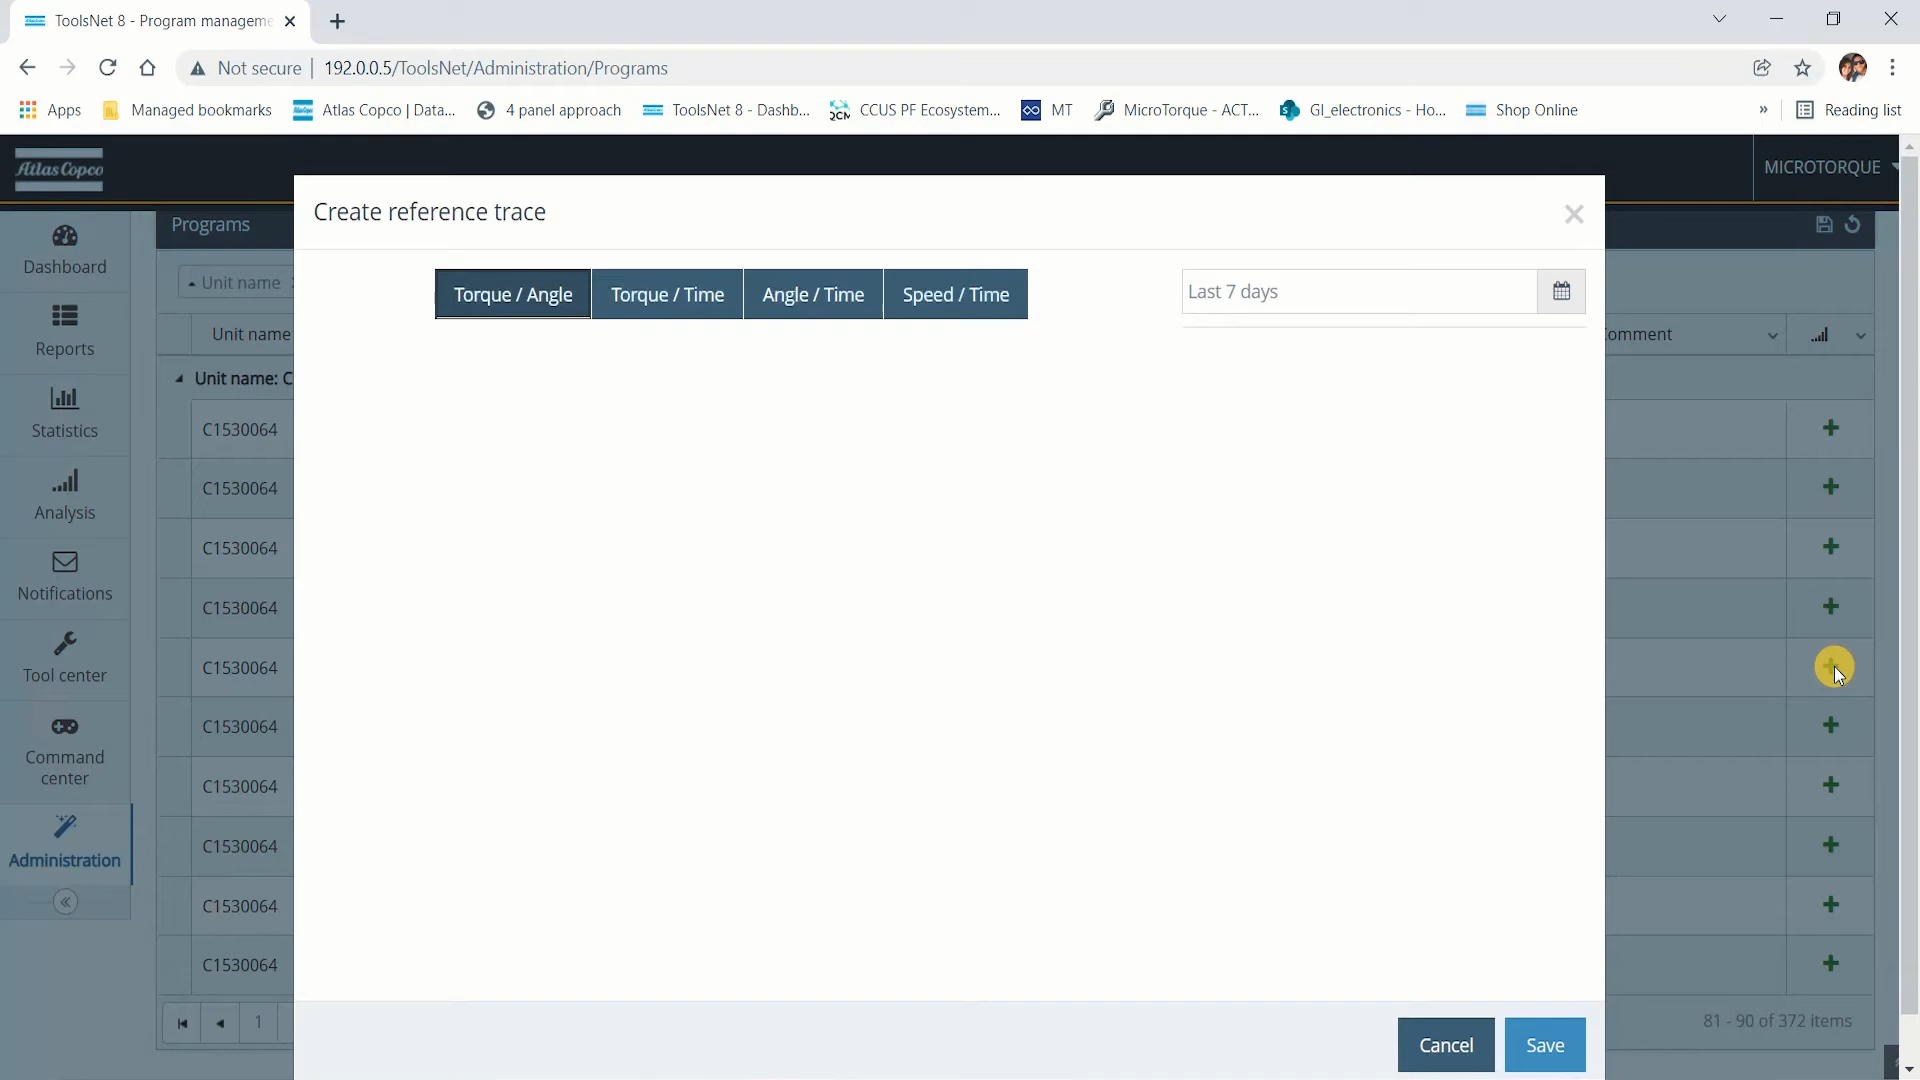 ToolsNet 8 - Program manageme
Not secure | 192.0.0.5/ToolsNet/Administration/Programs
Apps Managed bookmarks Atlas Copco | Data... 4 panel approach ToolsNet 8 - Dashb... CCUS PF Ecosystem... MT MicroTorque - ACT... GI_electronics - Ho... Shop Online » Reading list
Atlas Copco
MICROTORQUE
Create reference trace
Programs
Dashboard
Unit name
Torque / Angle Torque / Time Angle / Time Speed / Time
Last 7 days
Reports
Unit name
omment
Unit name: C
Statistics
C1530064
Analysis
C1530064
Notifications
C1530064
C1530064
Tool center
C1530064
Command
center
C1530064
C1530064
Administration
C1530064
C1530064
C1530064
1
81 - 90 of 372 items
Cancel Save